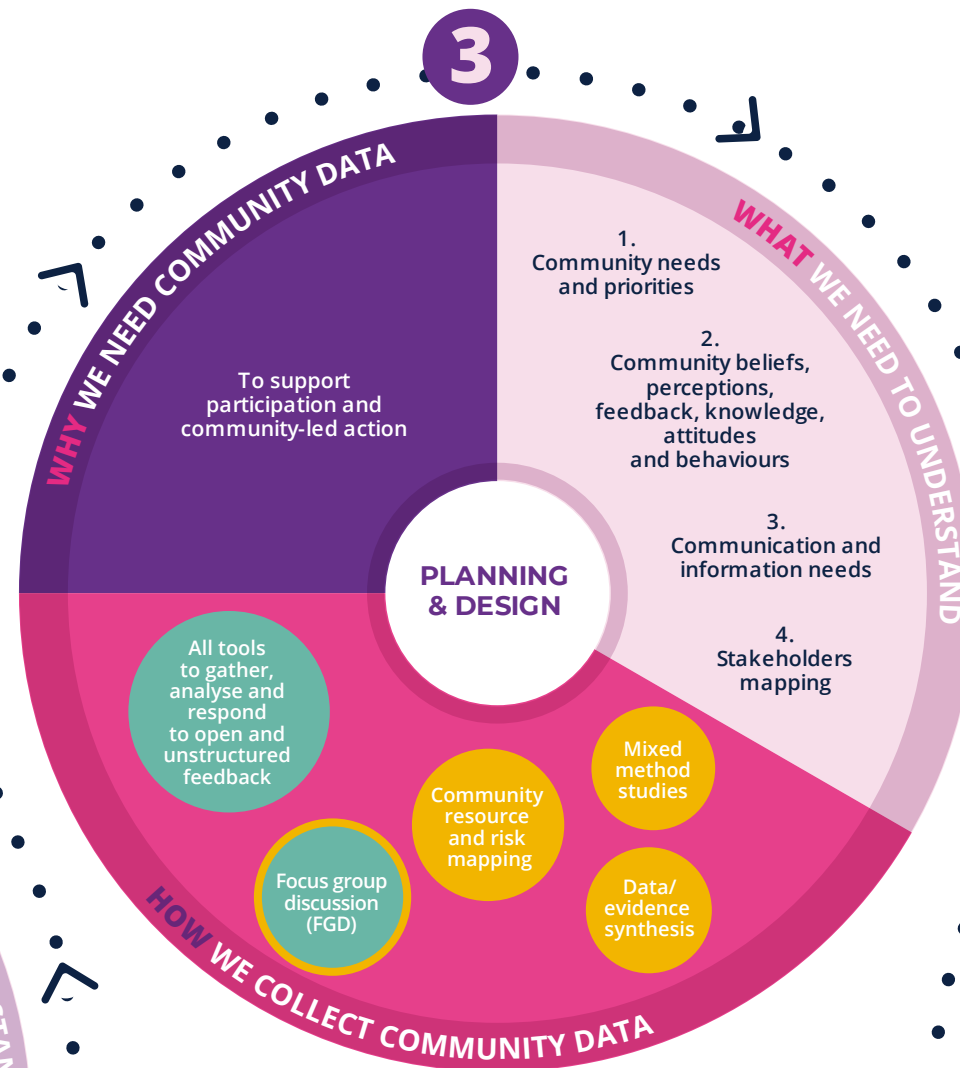 3
WHY WE NEED COMMUNITY DATA
To support
participation and
community-led action
WHAT WE NEED TO UNDERSTAND
1.
Community needs
and priorities
2.
Community beliefs,
perceptions,
feedback, knowledge,
attitudes
and behaviours
3.
Communication and
information needs
4.
Stakeholders
mapping
PLANNING
& DESIGN
All tools
to gather,
analyse and
respond
to open and
unstructured
feedback
Focus group
discussion
(FGD)
Community
resource
and risk
mapping
Mixed
method
studies
Data/
evidence
synthesis
HOW WE COLLECT COMMUNITY DATA